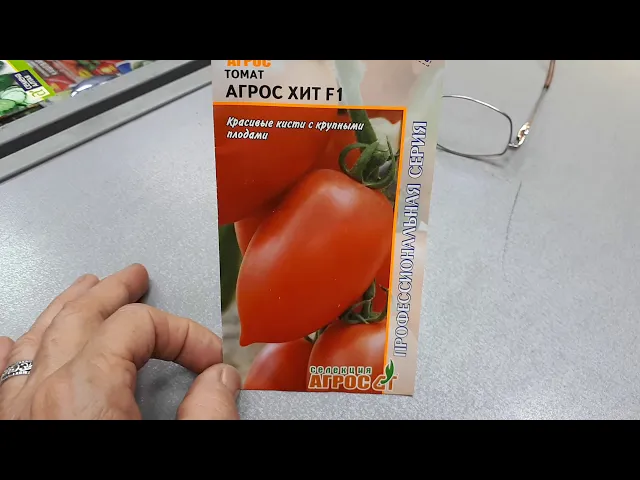 АГРОС
ТОМАТ
АГРОС ХИТ F1
Красивые кисти с крупными
плодами
ПРОФЕССИОНАЛЬНАЯ СЕРИЯ
селекция
АГРОС